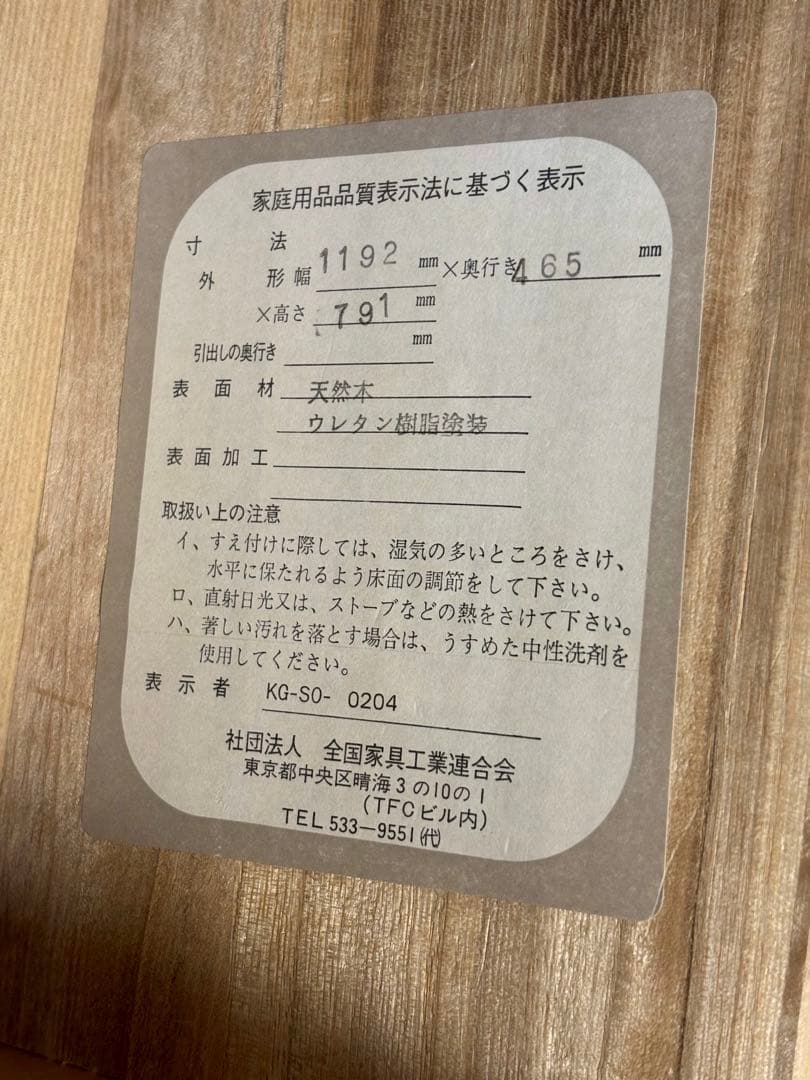 家庭用品品質表示法に基づく表示
寸法
外形幅 1192 mm ×奥行き 465 mm
×高さ 791 mm
引出しの奥行き mm
表面材 天然木
ウレタン樹脂塗装
表面加工
取扱い上の注意
イ、すえ付けに際しては、湿気の多いところをさけ、
水平に保たれるよう床面の調節をして下さい。
ロ、直射日光又は、ストーブなどの熱をさけて下さい。
ハ、著しい汚れを落とす場合は、うすめた中性洗剤を
使用してください。
表示者 KG-SO- 0204
社団法人 全国家具工業連合会
東京都中央区晴海3の10の1
(TFCビル内)
TEL 533-9551(代)